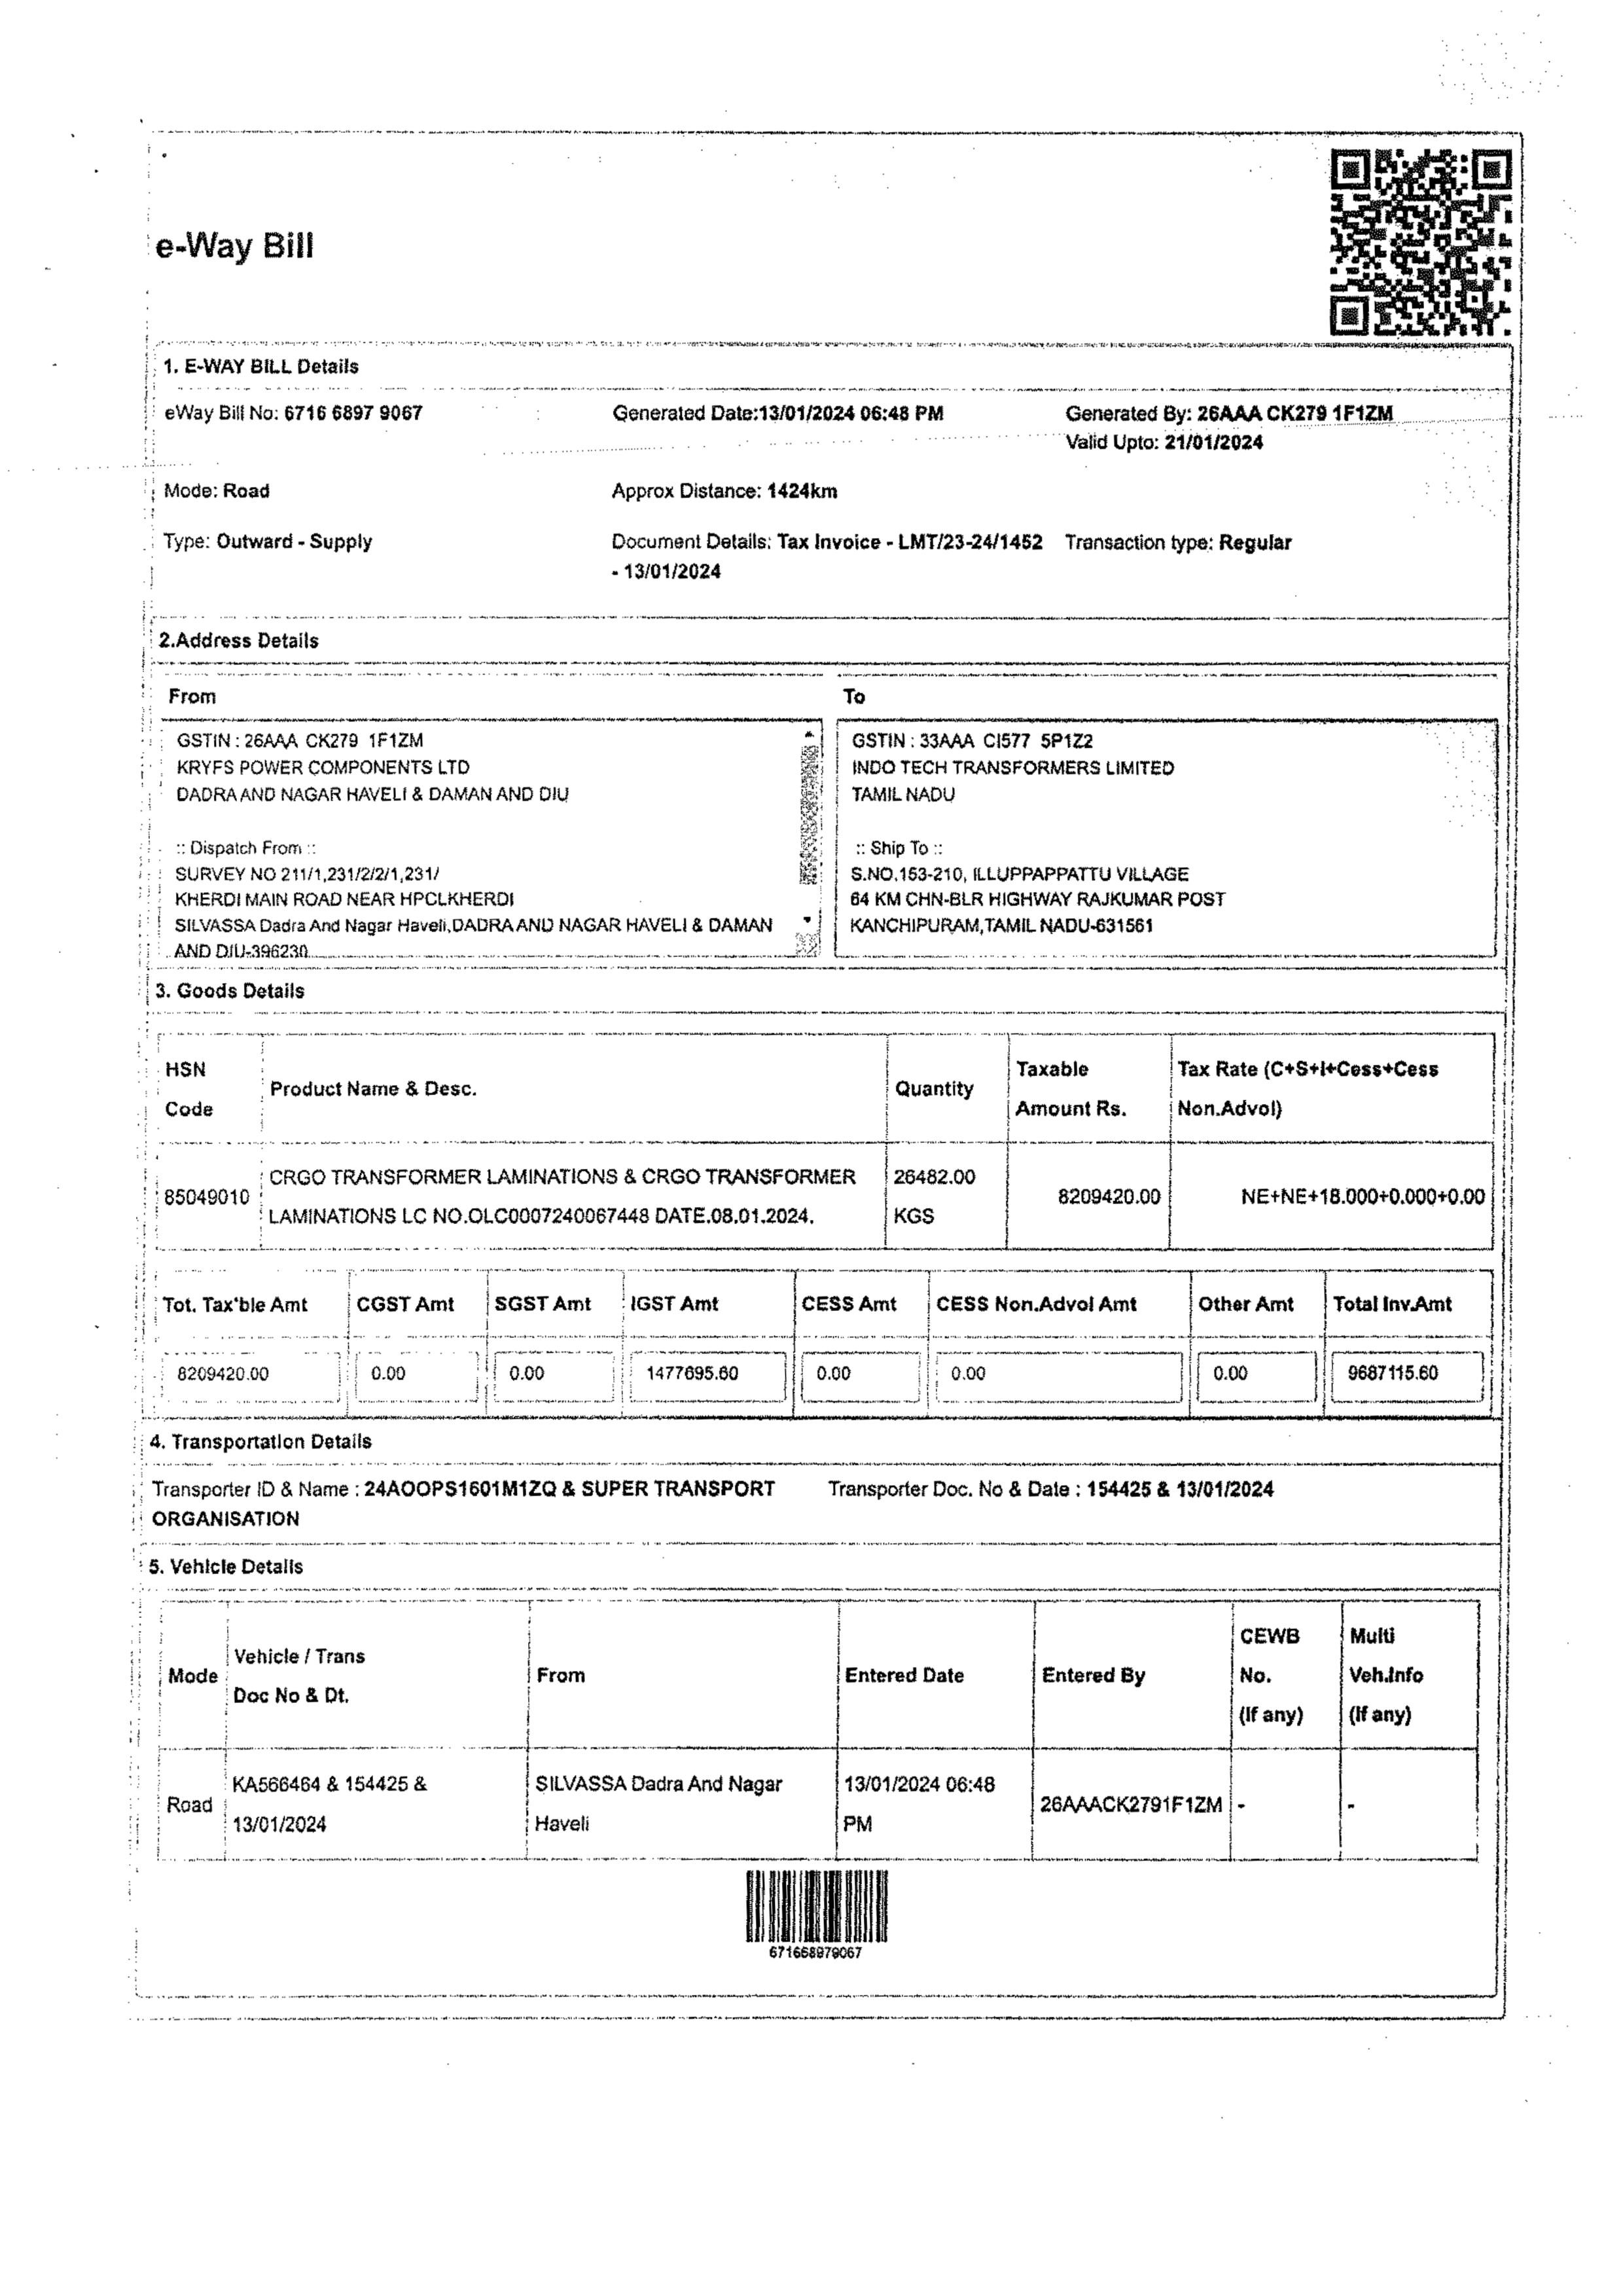 e-Way Bill
1. E-WAY BILL Details
eWay Bill No: 6716 6897 9067 Generated Date:13/01/2024 06:48 PM Generated By: 26AAA CK279 1F1ZM
Valid Upto: 21/01/2024
Mode: Road Approx Distance: 1424km
Type: Outward - Supply Document Details: Tax Invoice - LMT/23-24/1452 Transaction type: Regular
- 13/01/2024
2.Address Details
From
GSTIN : 26AAA CK279 1F1ZM
KRYFS POWER COMPONENTS LTD
DADRA AND NAGAR HAVELI & DAMAN AND DIU
:: Dispatch From ::
SURVEY NO 211/1,231/2/2/1,231/
KHERDI MAIN ROAD NEAR HPCLKHERDI
SILVASSA Dadra And Nagar Haveli,DADRA AND NAGAR HAVELI & DAMAN
AND DIU-396230
To
GSTIN : 33AAA CI577 5P1Z2
INDO TECH TRANSFORMERS LIMITED
TAMIL NADU
:: Ship To ::
S.NO.153-210, ILLUPPAPPATTU VILLAGE
64 KM CHN-BLR HIGHWAY RAJKUMAR POST
KANCHIPURAM,TAMIL NADU-631561
3. Goods Details
HSN Code Product Name & Desc. Quantity Taxable Amount Rs. Tax Rate (C+S+I+Cess+Cess Non.Advol)
85049010 CRGO TRANSFORMER LAMINATIONS & CRGO TRANSFORMER LAMINATIONS LC NO.OLC0007240067448 DATE.08.01.2024. 26482.00 KGS 8209420.00 NE+NE+18.000+0.000+0.00
Tot. Tax'ble Amt CGST Amt SGST Amt IGST Amt CESS Amt CESS Non.Advol Amt Other Amt Total Inv.Amt
8209420.00 0.00 0.00 1477695.60 0.00 0.00 0.00 9687115.60
4. Transportation Details
Transporter ID & Name : 24AOOPS1601M1ZQ & SUPER TRANSPORT Transporter Doc. No & Date : 154425 & 13/01/2024
ORGANISATION
5. Vehicle Details
Mode Vehicle / Trans Doc No & Dt. From Entered Date Entered By CEWB No. (If any) Multi Veh.Info (If any)
Road KA566464 & 154425 & 13/01/2024 SILVASSA Dadra And Nagar Haveli 13/01/2024 06:48 PM 26AAACK2791F1ZM - -
671668979067